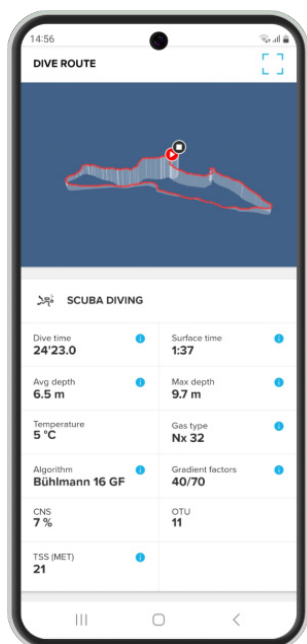 14:56
DIVE ROUTE
SCUBA DIVING
Dive time
24'23.0
Surface time
1:37
Avg depth
6.5 m
Max depth
9.7 m
Temperature
5 °C
Gas type
Nx 32
Algorithm
Bühlmann 16 GF
Gradient factors
40/70
CNS
7 %
OTU
11
TSS (MET)
21